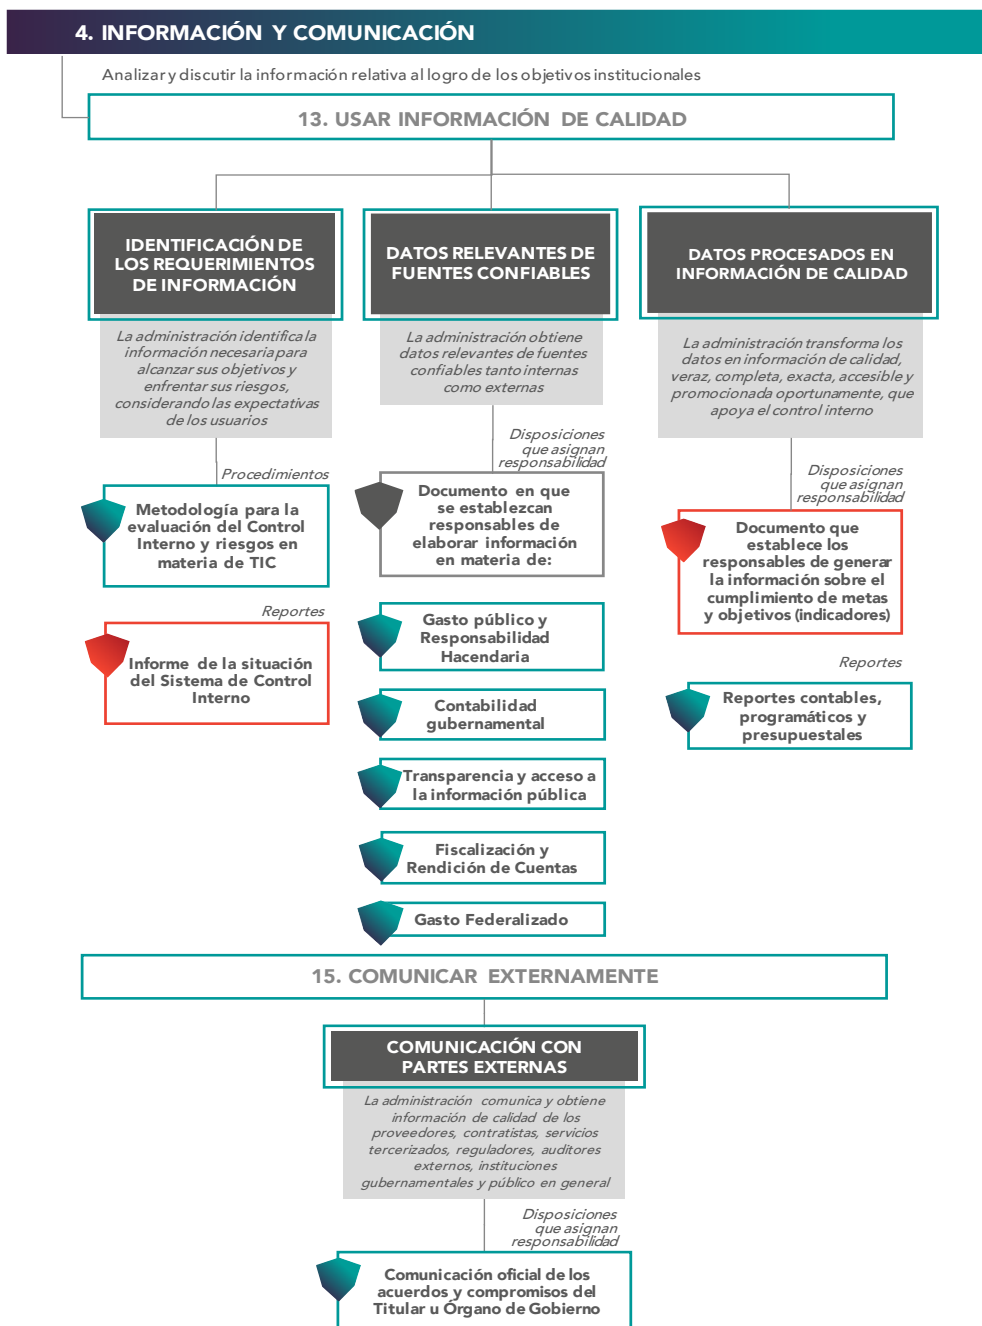 4. INFORMACIÓN Y COMUNICACIÓN
Analizar y discutir la información relativa al logro de los objetivos institucionales
13. USAR INFORMACIÓN DE CALIDAD
IDENTIFICACIÓN DE
LOS REQUERIMIENTOS
DE INFORMACIÓN
La administración identifica la
información necesaria para
alcanzar sus objetivos y
enfrentar sus riesgos,
considerando las expectativas
de los usuarios
Procedimientos
Metodología para la
evaluación del Control
Interno y riesgos en
materia de TIC
Reportes
Informe de la situación
del Sistema de Control
Interno
DATOS RELEVANTES DE
FUENTES CONFIABLES
La administración obtiene
datos relevantes de fuentes
confiables tanto internas
como externas
Disposiciones
que asignan
responsabilidad
Documento en que
se establezcan
responsables de
elaborar información
en materia de:
Gasto público y
Responsabilidad
Hacendaria
Contabilidad
gubernamental
Transparencia y acceso a
la información pública
Fiscalización y
Rendición de Cuentas
Gasto Federalizado
DATOS PROCESADOS EN
INFORMACIÓN DE CALIDAD
La administración transforma los
datos en información de calidad,
veraz, completa, exacta, accesible y
promocionada oportunamente, que
apoya el control interno
Disposiciones
que asignan
responsabilidad
Documento que
establece los
responsables de generar
la información sobre el
cumplimiento de metas
y objetivos (indicadores)
Reportes
Reportes contables,
programáticos y
presupuestales
15. COMUNICAR EXTERNAMENTE
COMUNICACIÓN CON
PARTES EXTERNAS
La administración comunica y obtiene
información de calidad de los
proveedores, contratistas, servicios
tercerizados, reguladores, auditores
externos, instituciones
gubernamentales y público en general
Disposiciones
que asignan
responsabilidad
Comunicación oficial de los
acuerdos y compromisos del
Titular u Órgano de Gobierno